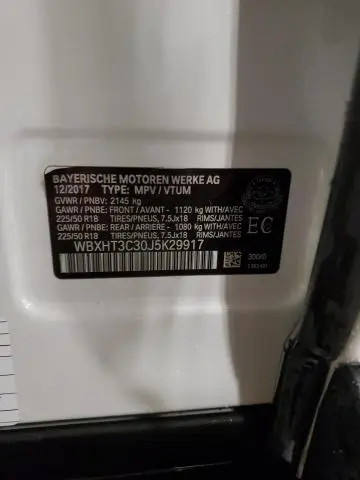 BAYERISCHE MOTOREN WERKE AG
12/2017 TYPE: MPV / VTUM
GVWR / PNBV: 2145 kg
GAWR / PNBE: FRONT / AVANT - 1120 kg WITH/AVEC
225/50 R18 TIRES/PNEUS, 7.5Jx18 RIMS/JANTES
GAWR / PNBE: REAR / ARRIERE - 1080 kg WITH/AVEC
225/50 R18 TIRES/PNEUS, 7.5Jx18 RIMS/JANTES
WBXHT3C30J5K29917
EC
300/0